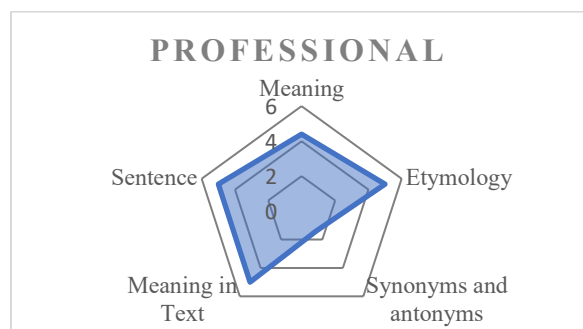 PROFESSIONAL
Meaning
6
4
2
0
Sentence
Etymology
Meaning in
Text
Synonyms and
antonyms